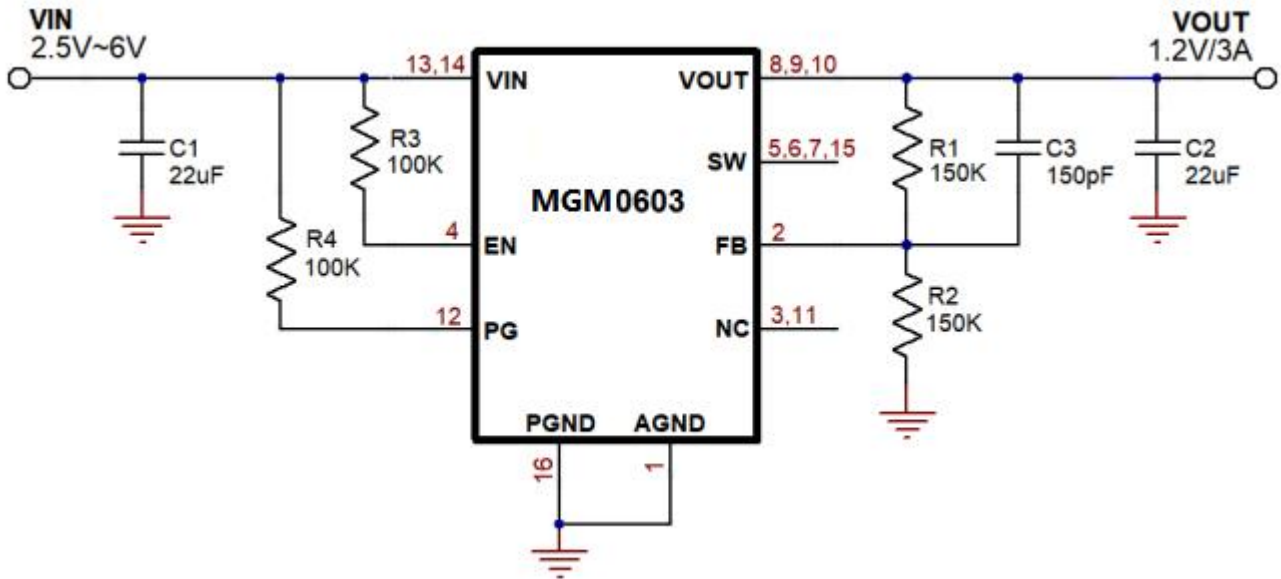 VIN
2.5V~6V
VOUT
1.2V/3A
13,14
VIN
VOUT
8,9,10
C1
22uF
R3
100K
SW
5,6,7,15
R1
150K
C3
150pF
C2
22uF
MGM0603
R4
100K
4
EN
FB
2
R2
150K
12
PG
NC
3,11
PGND
AGND
16
1